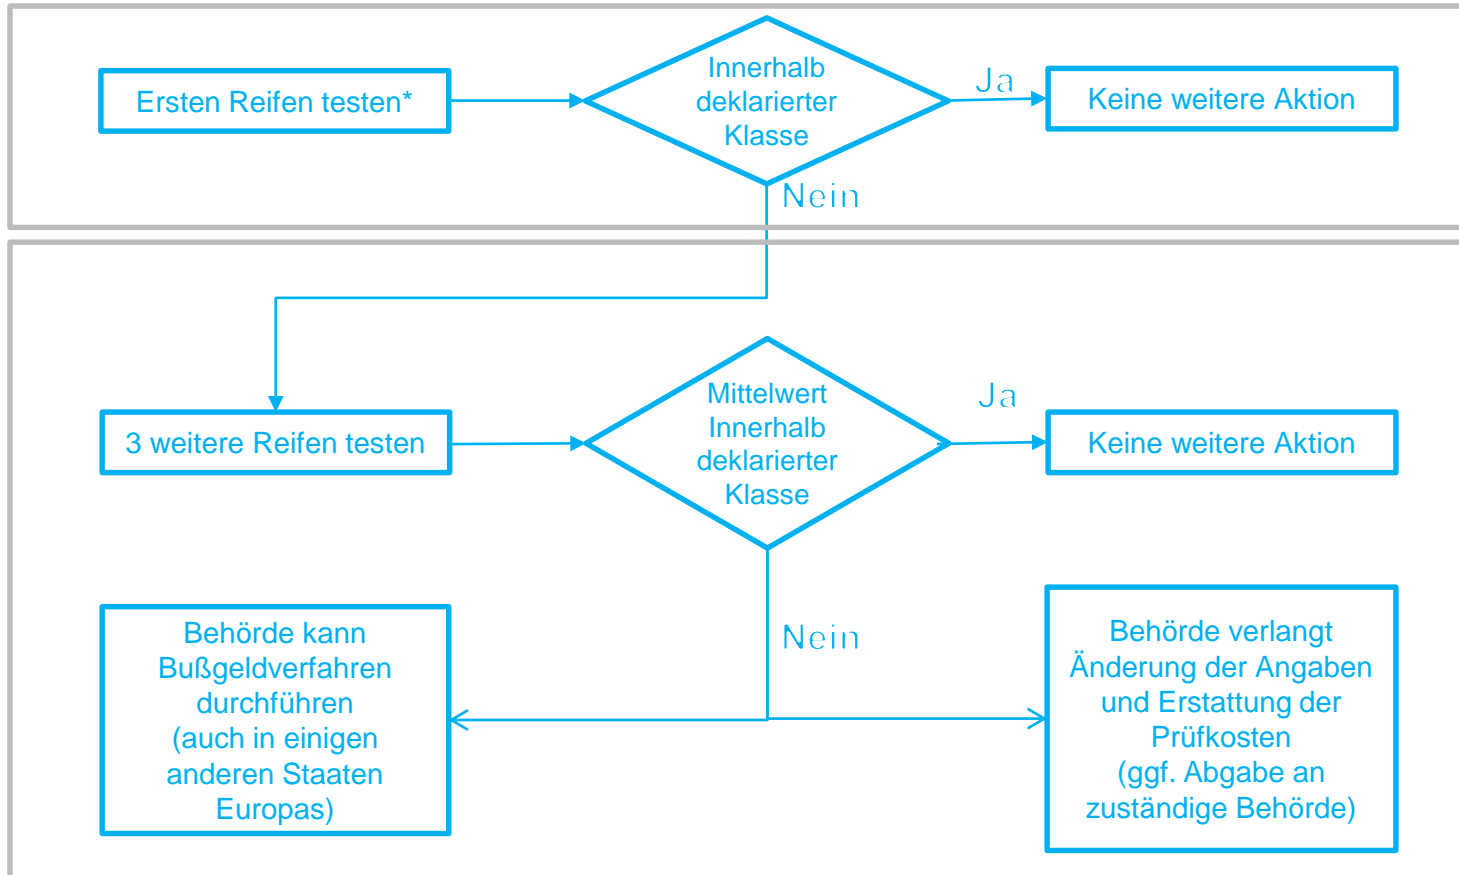 Ersten Reifen testen*
Innerhalb
deklarierter
Klasse
Ja
Keine weitere Aktion
Nein
3 weitere Reifen testen
Mittelwert
Innerhalb
deklarierter
Klasse
Ja
Keine weitere Aktion
Nein
Behörde kann
Bußgeldverfahren
durchführen
(auch in einigen
anderen Staaten
Europas)
Behörde verlangt
Änderung der Angaben
und Erstattung der
Prüfkosten
(ggf. Abgabe an
zuständige Behörde)